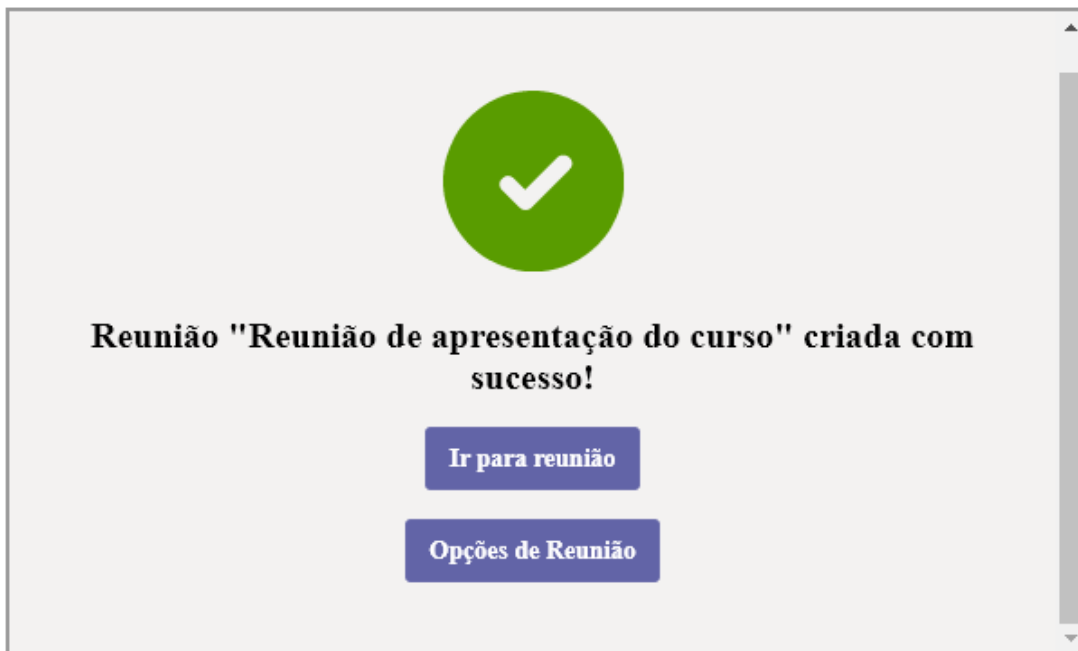 Reunião "Reunião de apresentação do curso" criada com
sucesso!
Ir para reunião
Opções de Reunião